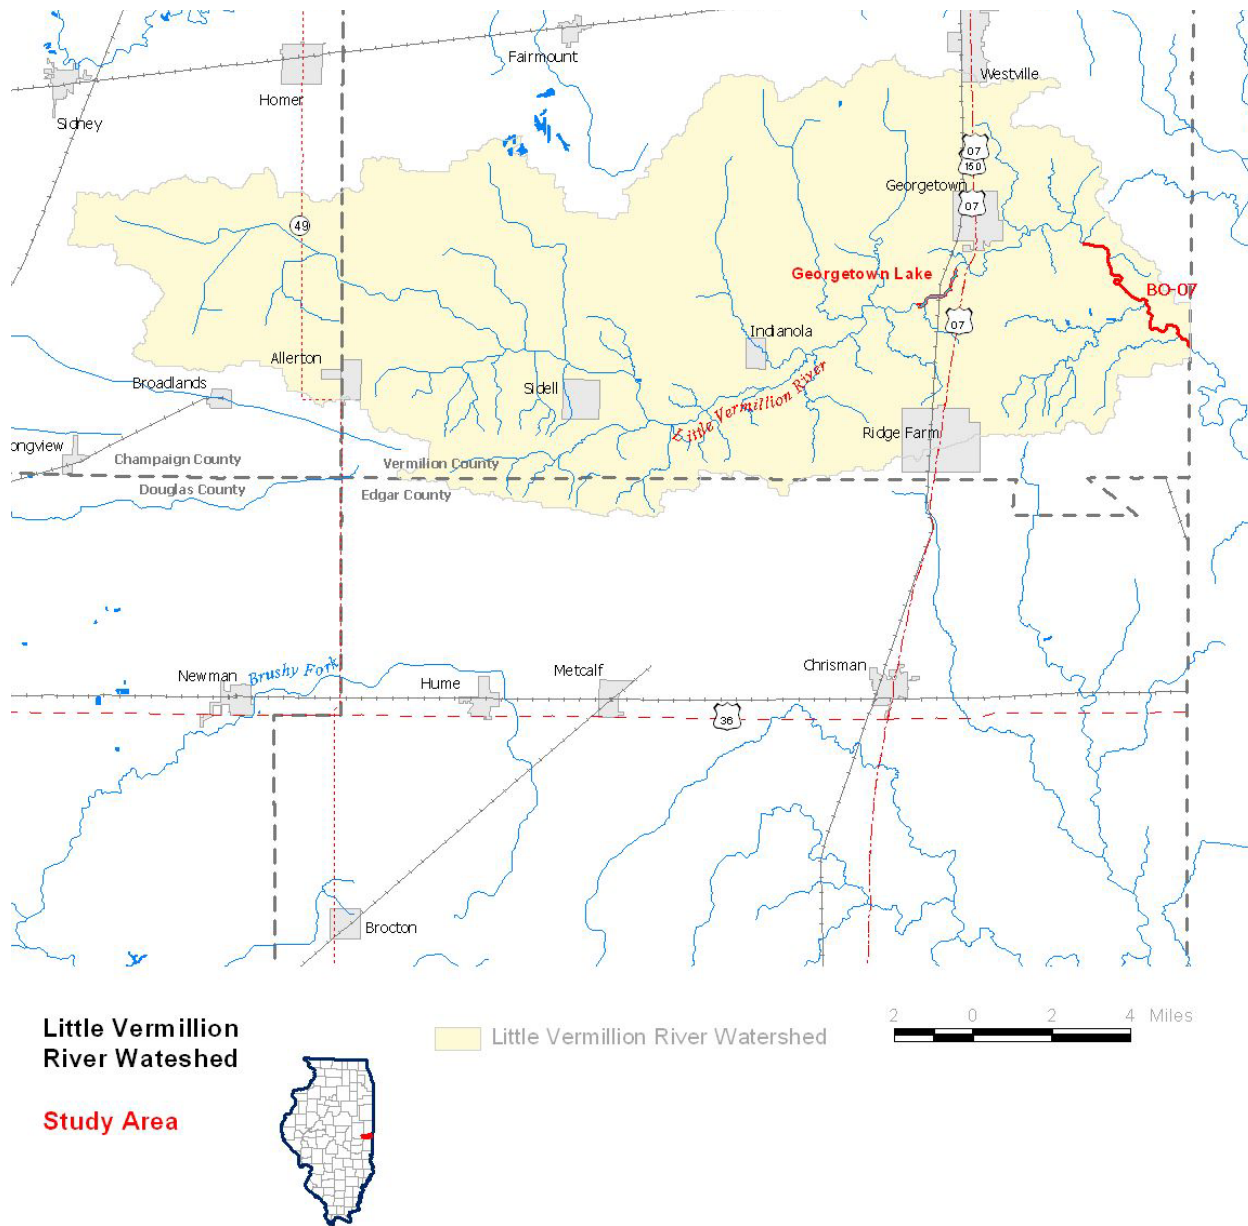 Fairmount
Westville
Homer
Sidney
07
150
Georgetown
07
49
Georgetown Lake
BO-07
07
Indianola
Allerton
Broadlands
Sidell
Little Vermillion River
Ridge Farm
ongview
Champaign County
Vermilion County
Douglas County
Edgar County
Brushy Fork
Newman
Hume
Metcalf
Chrisman
36
Brocton
Little Vermillion
River Wateshed
Study Area
Little Vermillion River Watershed
2 0 2 4 Miles